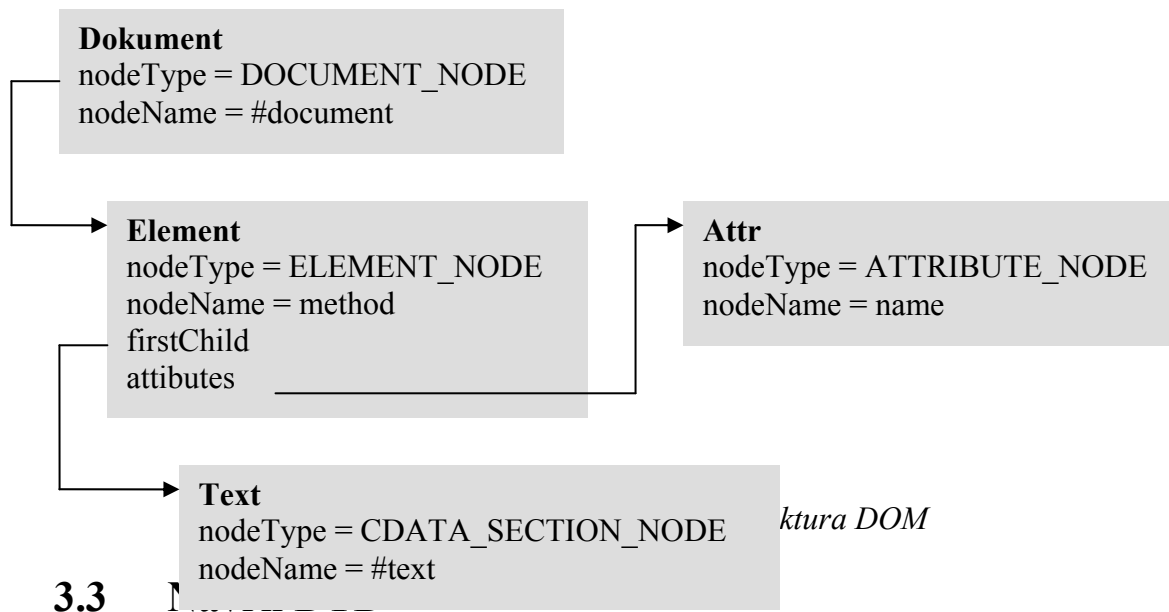 Dokument
nodeType = DOCUMENT_NODE
nodeName = #document
Element
nodeType = ELEMENT_NODE
nodeName = method
firstChild
attibutes
Attr
nodeType = ATTRIBUTE_NODE
nodeName = name
Text
nodeType = CDATA_SECTION_NODE
nodeName = #text
ktura DOM
3.3